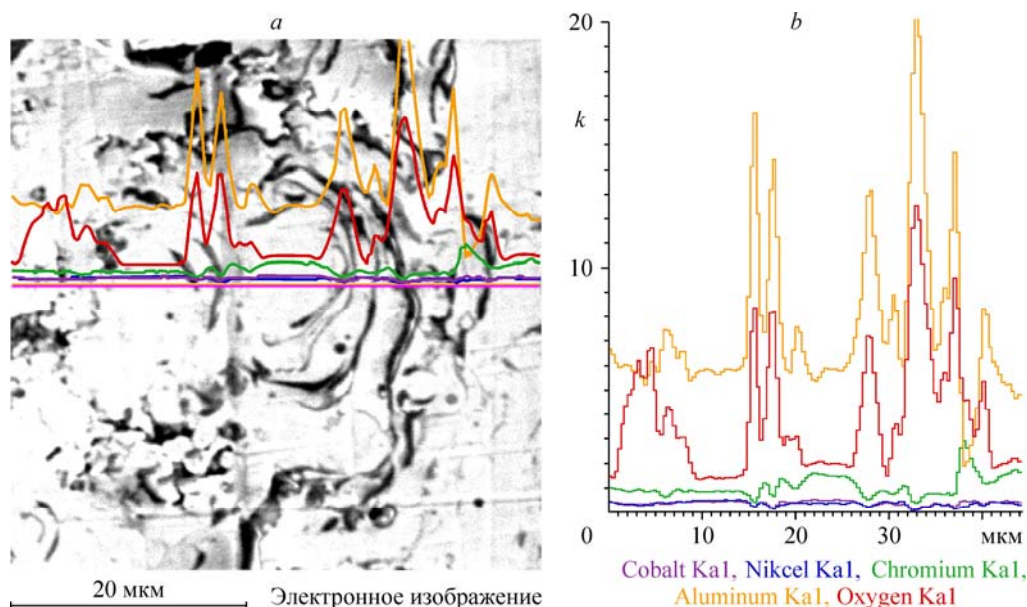 a
20 мкм
Электронное изображение
b
20
k
10
0
10
20
30
мкм
Cobalt Ka1, Nikcel Ka1, Chromium Ka1,
Aluminum Ka1, Oxygen Ka1